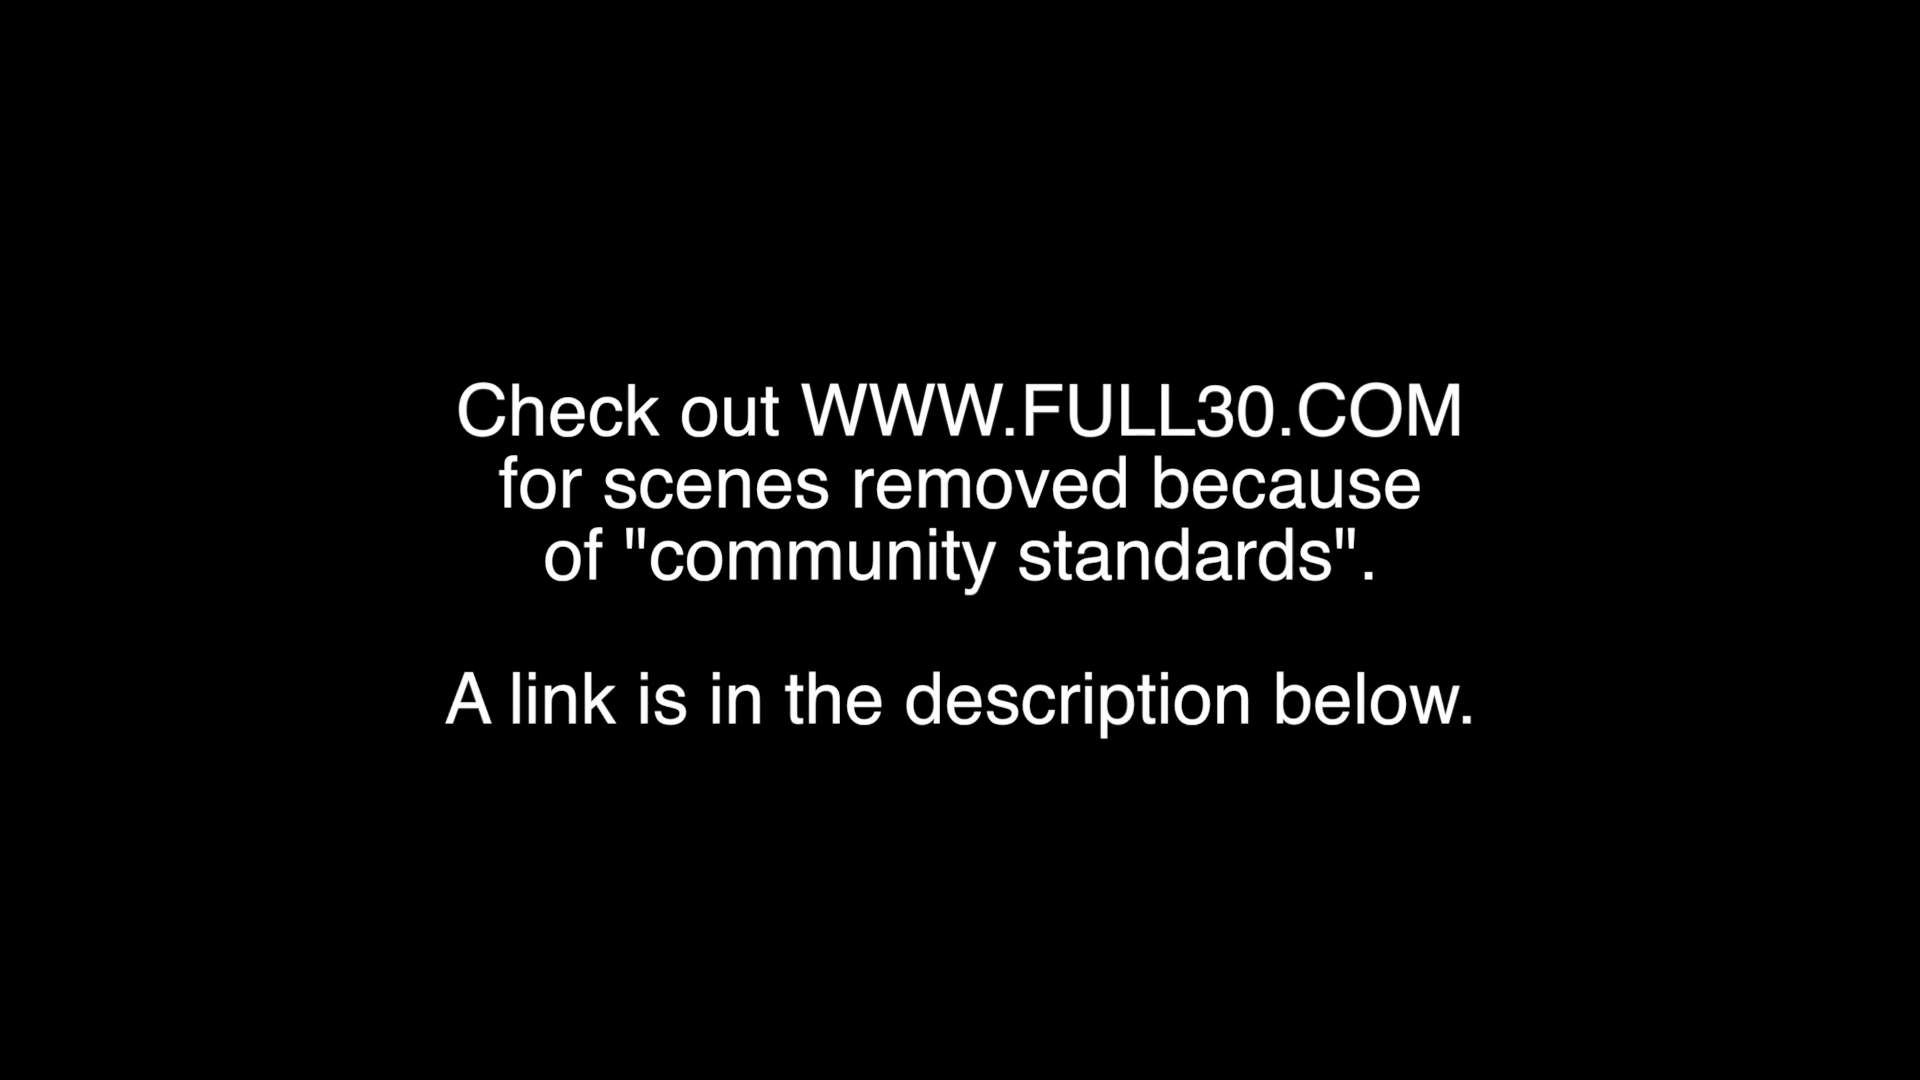 Check out WWW.FULL30.COM
for scenes removed because
of "community standards".
A link is in the description below.